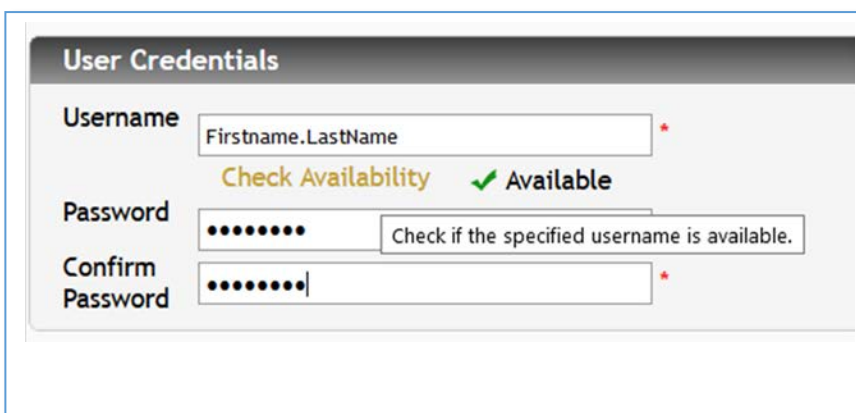 User Credentials
Username
Firstname.LastName *
Check Availability ✓ Available
Password
●●●●●●●● Check if the specified username is available.
Confirm
Password
●●●●●●●● *